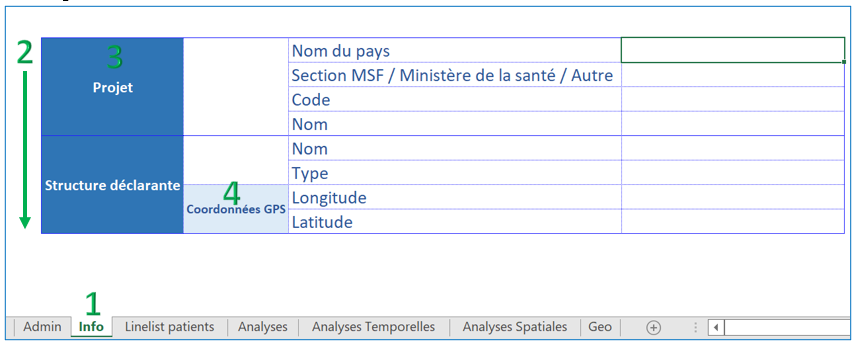 2
3
Projet
Nom du pays
Section MSF / Ministère de la santé / Autre
Code
Nom
Structure déclarante
Nom
Type
4
Coordonnées GPS
Longitude
Latitude
1
Admin Info Linelist patients Analyses Analyses Temporelles Analyses Spatiales Geo